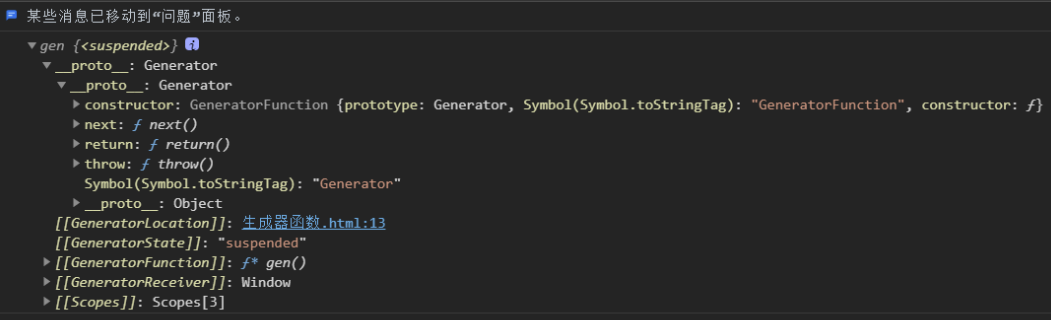 某些消息已移动到“问题”面板。
gen {<suspended>} i
__proto__: Generator
__proto__: Generator
constructor: GeneratorFunction {prototype: Generator, Symbol(Symbol.toStringTag): "GeneratorFunction", constructor: ƒ}
next: ƒ next()
return: ƒ return()
throw: ƒ throw()
Symbol(Symbol.toStringTag): "Generator"
__proto__: Object
[[GeneratorLocation]]: 生成器函数.html:13
[[GeneratorState]]: "suspended"
[[GeneratorFunction]]: ƒ* gen()
[[GeneratorReceiver]]: Window
[[Scopes]]: Scopes[3]